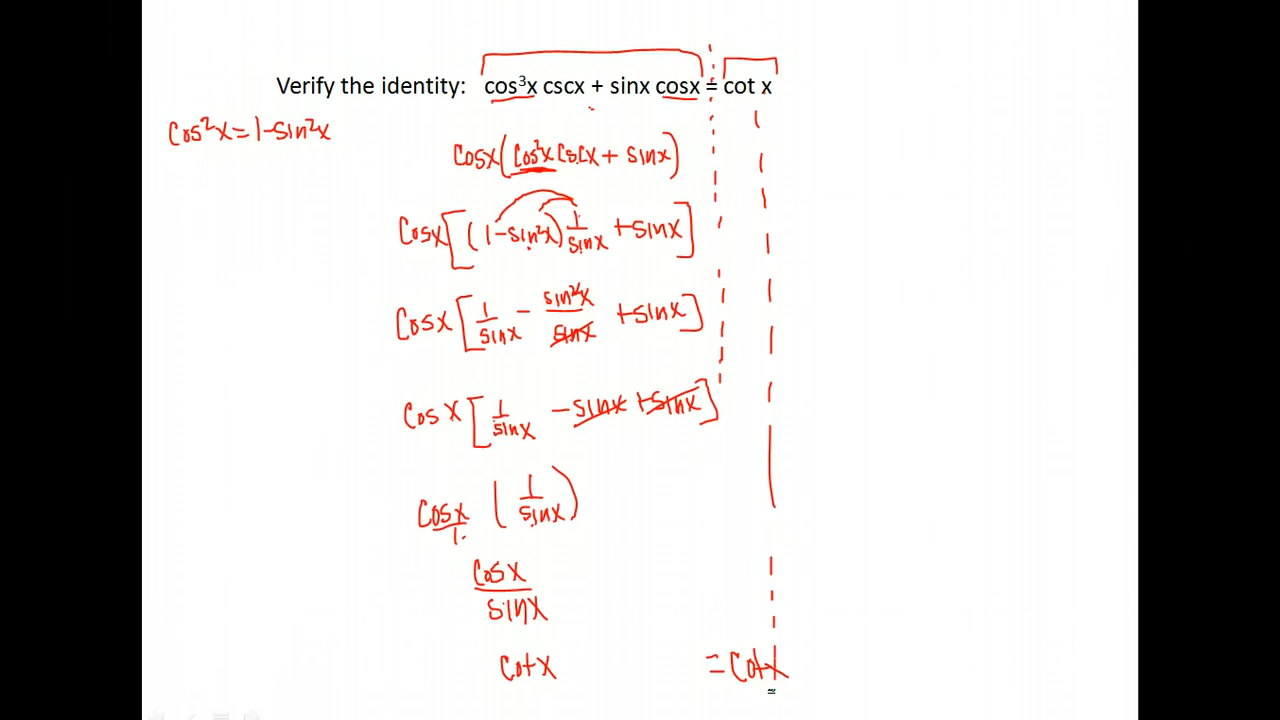 Verify the identity: cos³x cscx + sinx cosx = cot x
cos²x = 1-sin²x
cosx(cos²x cscx + sinx)
cosx[(1-sin²x) 1/sinx + sinx]
cosx[1/sinx - sin²x/sinx + sinx]
cosx[1/sinx - sinx + sinx]
cosx/1 (1/sinx)
cosx/sinx
cotx = cotx